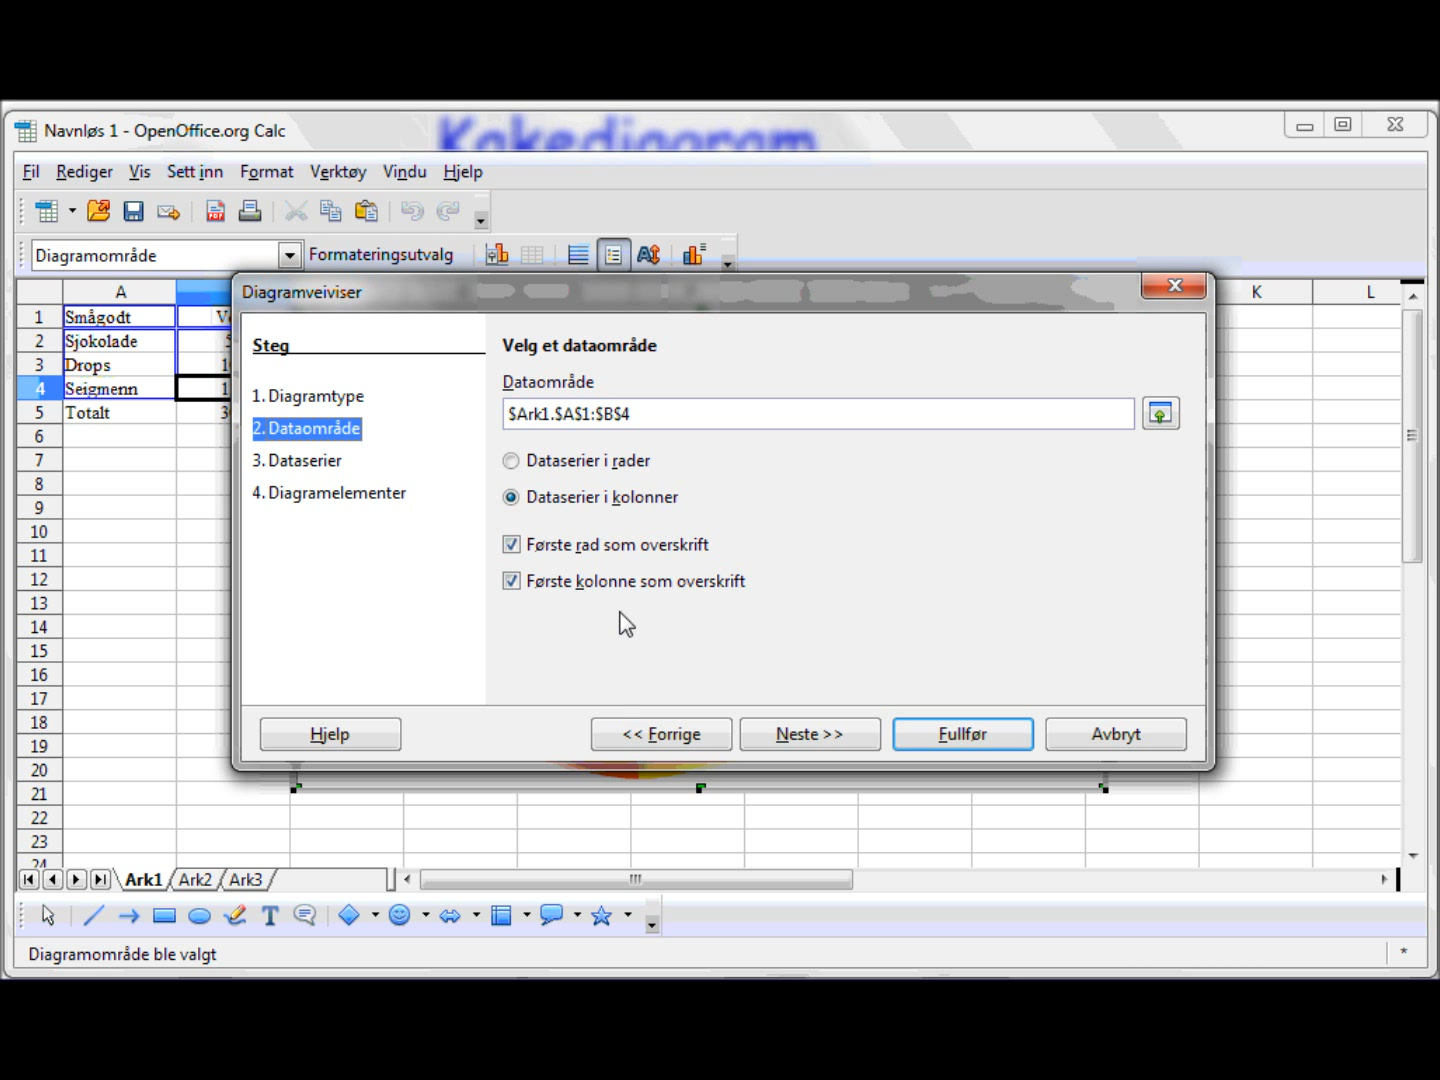 Kakediagram
Navnløs 1 - OpenOffice.org Calc
Fil Rediger Vis Sett inn Format Verktøy Vindu Hjelp
Diagramområde Formateringsutvalg
Diagramveiviser
A K L
1 Smågodt
2 Sjokolade
3 Drops
4 Seigmenn
5 Totalt
6
7
8
9
10
11
12
13
14
15
16
17
18
19
20
21
22
23
24
Steg
1. Diagramtype
2. Dataområde
3. Dataserier
4. Diagramelementer
Velg et dataområde
Dataområde
$Ark1.$A$1:$B$4
Dataserier i rader
Dataserier i kolonner
Første rad som overskrift
Første kolonne som overskrift
Hjelp << Forrige Neste >> Fullfør Avbryt
Ark1 Ark2 Ark3
Diagramområde ble valgt *